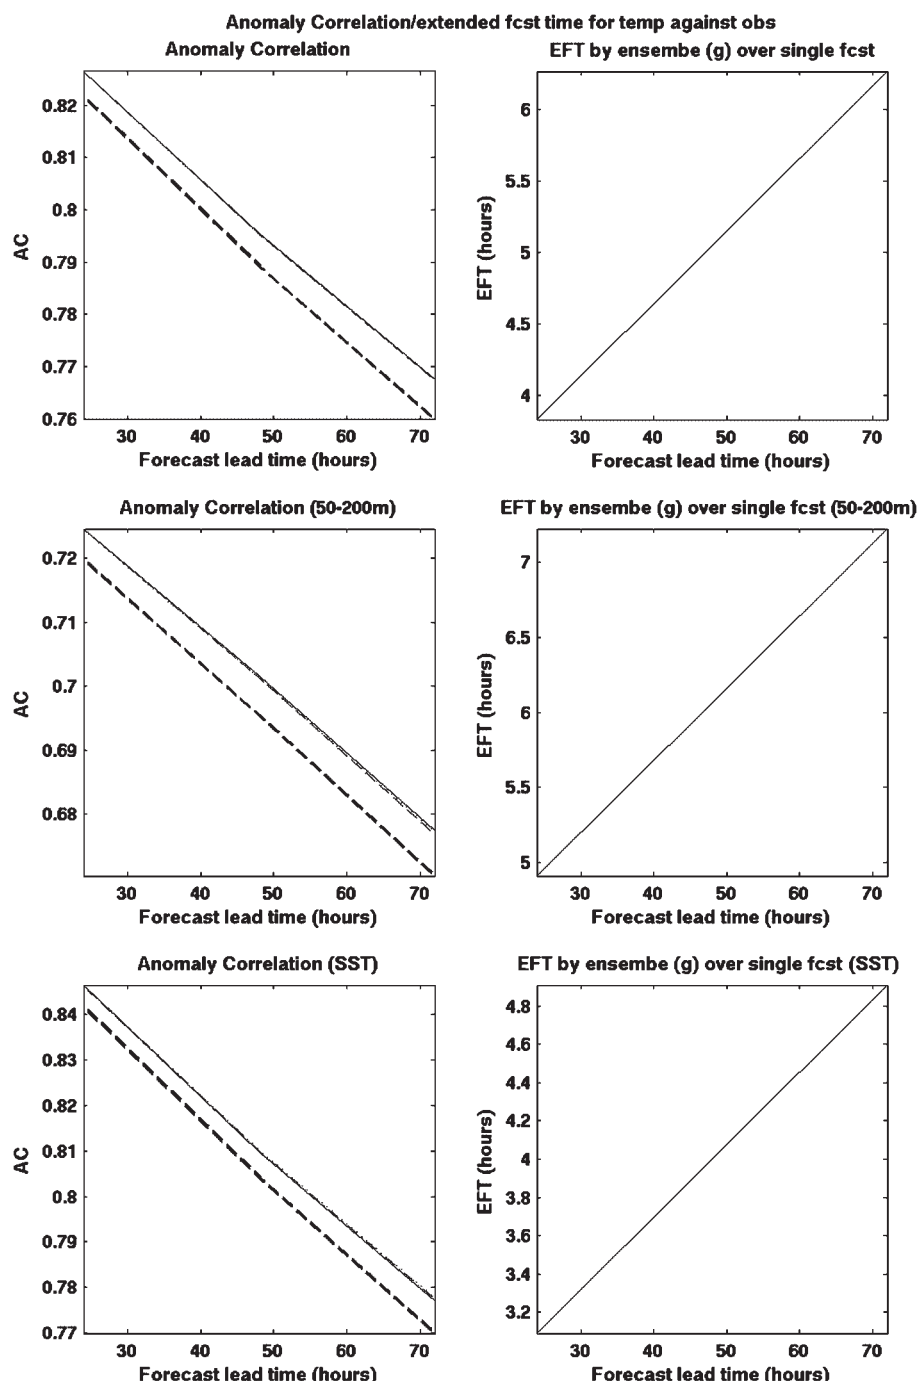 Anomaly Correlation/extended fcst time for temp against obs
Anomaly Correlation
AC
0.82
0.81
0.8
0.79
0.78
0.77
0.76
30 40 50 60 70
Forecast lead time (hours)
EFT by ensembe (g) over single fcst
EFT (hours)
6
5.5
5
4.5
4
30 40 50 60 70
Forecast lead time (hours)
Anomaly Correlation (50-200m)
AC
0.72
0.71
0.7
0.69
0.68
30 40 50 60 70
Forecast lead time (hours)
EFT by ensembe (g) over single fcst (50-200m)
EFT (hours)
7
6.5
6
5.5
5
30 40 50 60 70
Forecast lead time (hours)
Anomaly Correlation (SST)
AC
0.84
0.83
0.82
0.81
0.8
0.79
0.78
0.77
30 40 50 60 70
Forecast lead time (hours)
EFT by ensembe (g) over single fcst (SST)
EFT (hours)
4.8
4.6
4.4
4.2
4
3.8
3.6
3.4
3.2
30 40 50 60 70
Forecast lead time (hours)